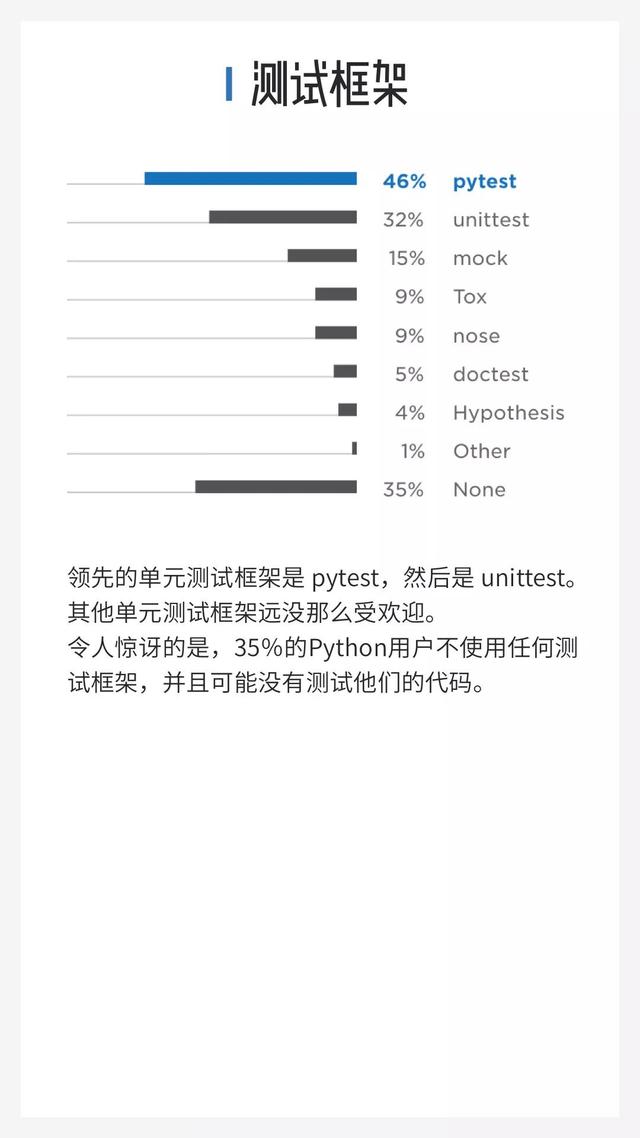 测试框架
46% pytest
32% unittest
15% mock
9% Tox
9% nose
5% doctest
4% Hypothesis
1% Other
35% None
领先的单元测试框架是 pytest，然后是 unittest。
其他单元测试框架远没那么受欢迎。
令人惊讶的是，35%的Python用户不使用任何测
试框架，并且可能没有测试他们的代码。